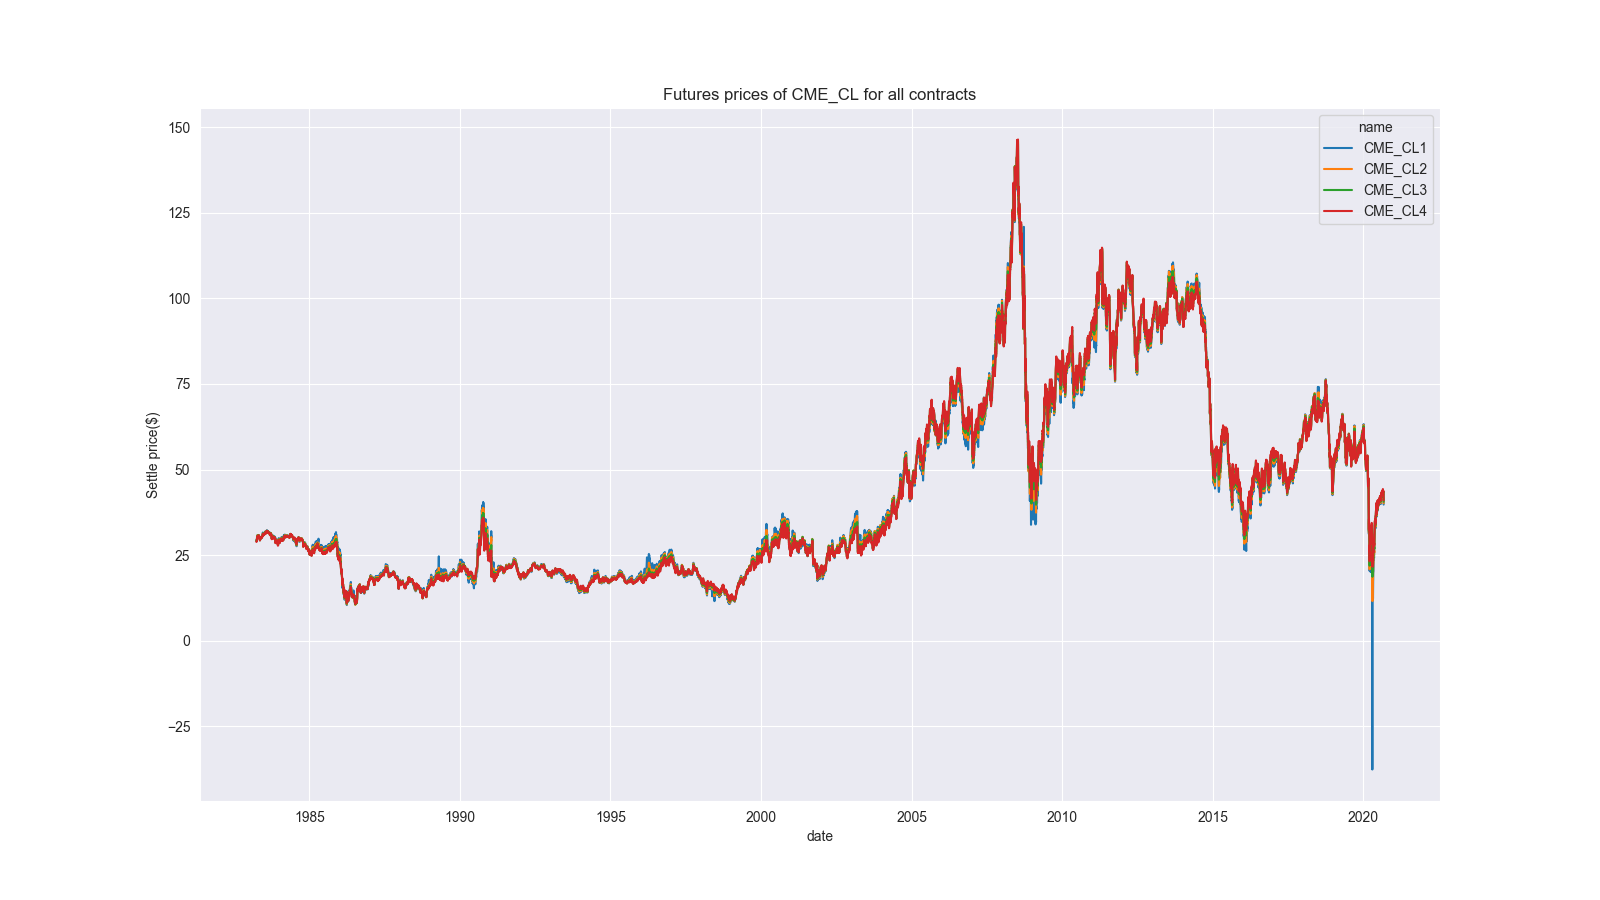 Futures prices of CME_CL for all contracts
name
CME_CL1
CME_CL2
CME_CL3
CME_CL4
Settle price($)
150
125
100
75
50
25
0
−25
1985 1990 1995 2000 2005 2010 2015 2020
date